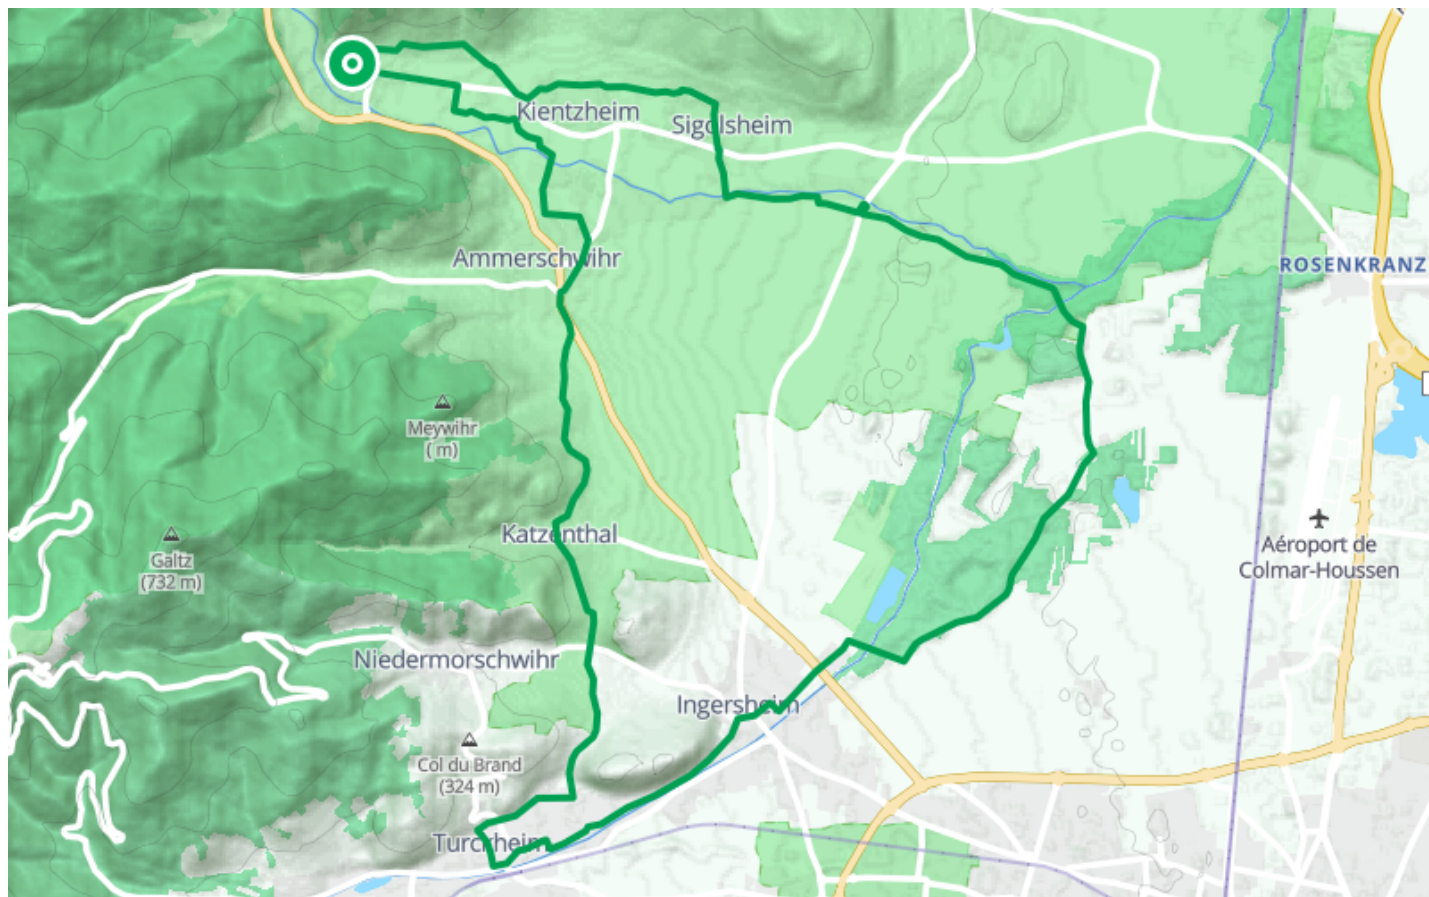 Kientzheim
Sigolsheim
Ammerschwihr
ROSENKRANZ
Meywihr
( m)
Katzenthal
Galtz
(732 m)
Aéroport de
Colmar-Houssen
Niedermorschwihr
Ingersheim
Col du Brand
(324 m)
Turckheim